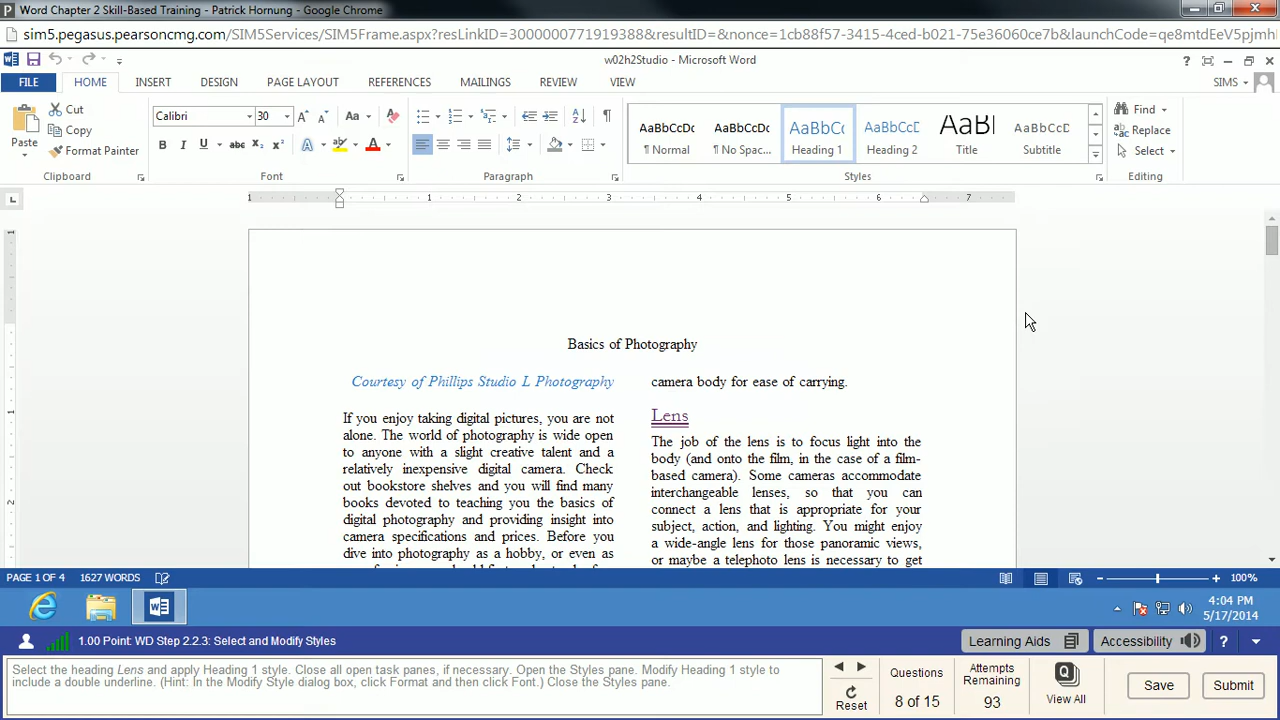 Word Chapter 2 Skill-Based Training - Patrick Hornung - Google Chrome
sim5.pegasus.pearsoncmg.com/SIM5Services/SIM5Frame.aspx?resLinkID=3000000771919388&resultID=&nonce=1cb88f57-3415-4ced-b021-75e36060ce7b&launchCode=qe8mtdEeV5pjmh
w02h2Studio - Microsoft Word
FILE HOME INSERT DESIGN PAGE LAYOUT REFERENCES MAILINGS REVIEW VIEW SIMS
Paste
Cut
Copy
Format Painter
Clipboard
Calibri 30
Font
Paragraph
AaBbCcDc AaBbCcDc AaBbC AaBbCcD AaBl AaBbCcD
¶ Normal ¶ No Spac... Heading 1 Heading 2 Title Subtitle
Styles
Find
Replace
Select
Editing
1 1 2 3 4 5 6 7
Basics of Photography
Courtesy of Phillips Studio L Photography
If you enjoy taking digital pictures, you are not
alone. The world of photography is wide open
to anyone with a slight creative talent and a
relatively inexpensive digital camera. Check
out bookstore shelves and you will find many
books devoted to teaching you the basics of
digital photography and providing insight into
camera specifications and prices. Before you
dive into photography as a hobby, or even as
camera body for ease of carrying.
Lens
The job of the lens is to focus light into the
body (and onto the film, in the case of a film-
based camera). Some cameras accommodate
interchangeable lenses, so that you can
connect a lens that is appropriate for your
subject, action, and lighting. You might enjoy
a wide-angle lens for those panoramic views,
or maybe a telephoto lens is necessary to get
PAGE 1 OF 4 1627 WORDS 100%
4:04 PM
5/17/2014
1.00 Point: WD Step 2.2.3: Select and Modify Styles
Learning Aids Accessibility ?
Select the heading Lens and apply Heading 1 style. Close all open task panes, if necessary. Open the Styles pane. Modify Heading 1 style to
include a double underline. (Hint: In the Modify Style dialog box, click Format and then click Font.) Close the Styles pane.
Reset
Questions
8 of 15
Attempts
Remaining
93
View All
Save
Submit